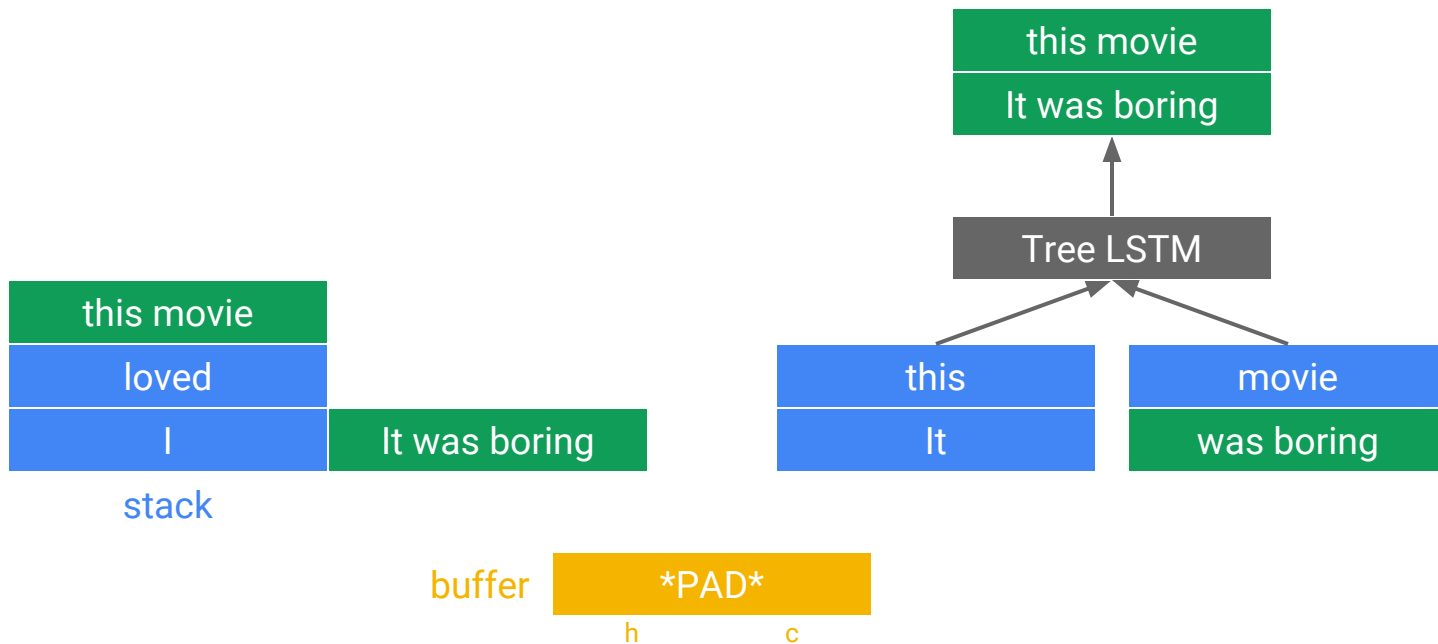 this movie
It was boring
Tree LSTM
this movie
loved
I
It was boring
stack
this
movie
It
was boring
buffer
*PAD*
h
c